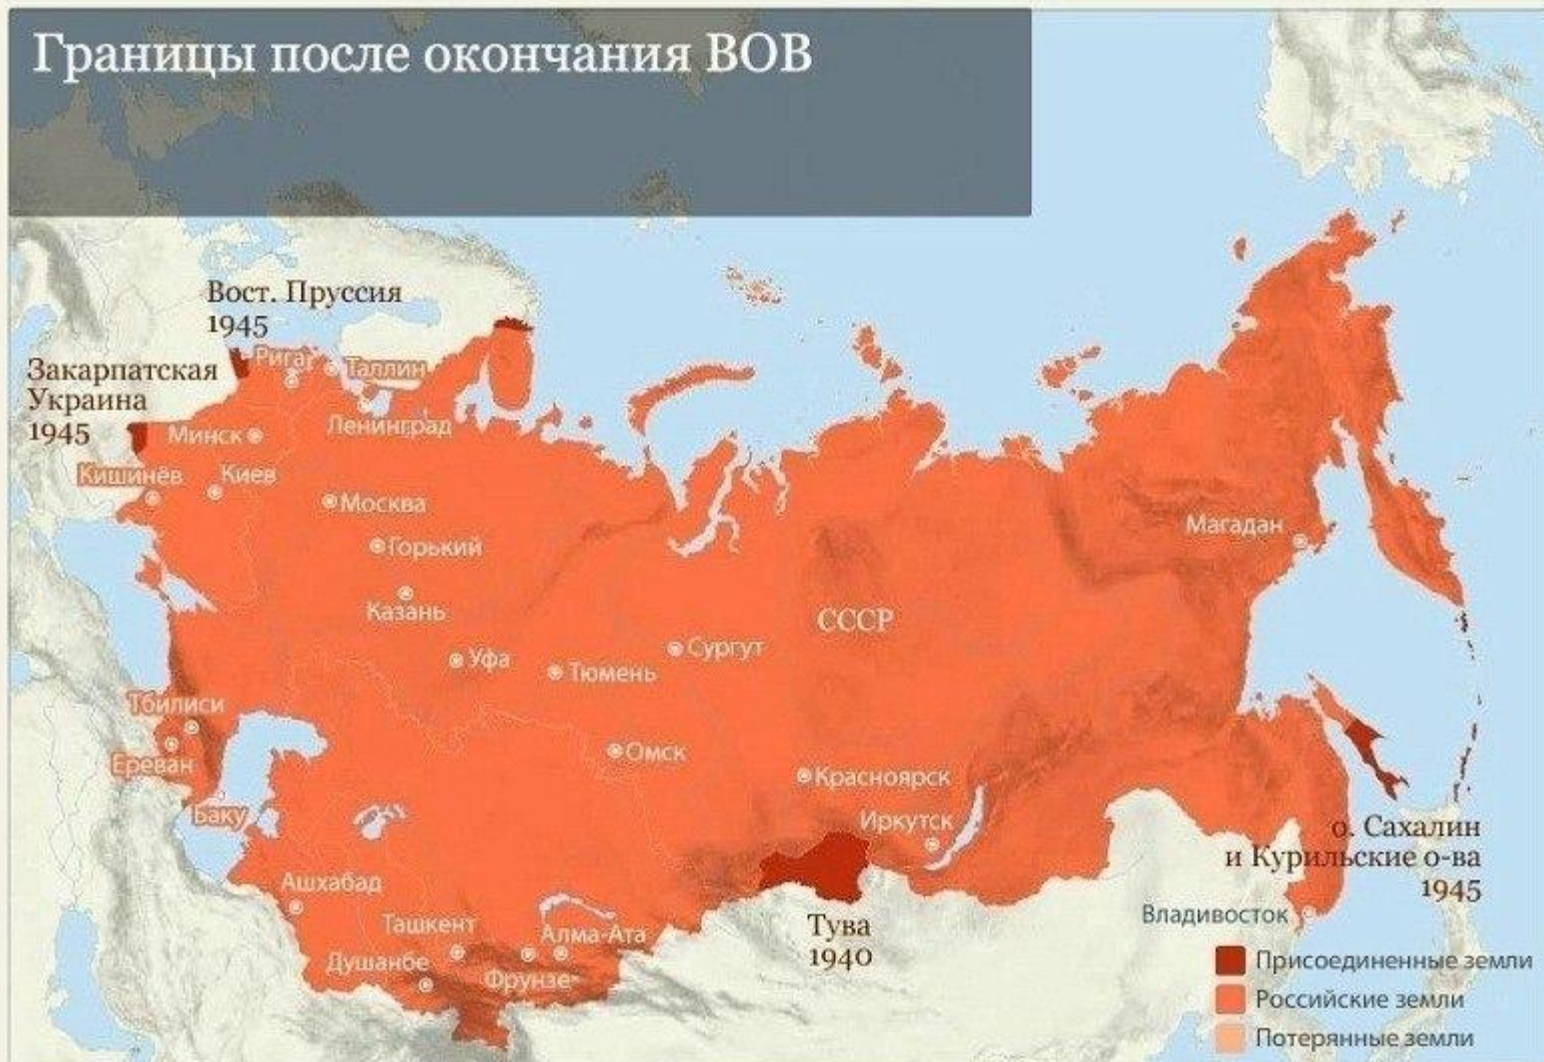 Границы после окончания ВОВ
Вост. Пруссия
1945
Рига
Таллин
Закарпатская
Украина
1945
Минск
Ленинград
Кишинёв
Киев
Москва
Горький
Казань
Магадан
СССР
Уфа
Сургут
Тюмень
Тбилиси
Омск
Ереван
Красноярск
Баку
Иркутск
о. Сахалин
и Курильские о-ва
1945
Ашхабад
Владивосток
Ташкент
Алма-Ата
Тува
1940
Душанбе
Фрунзе
Присоединенные земли
Российские земли
Потерянные земли